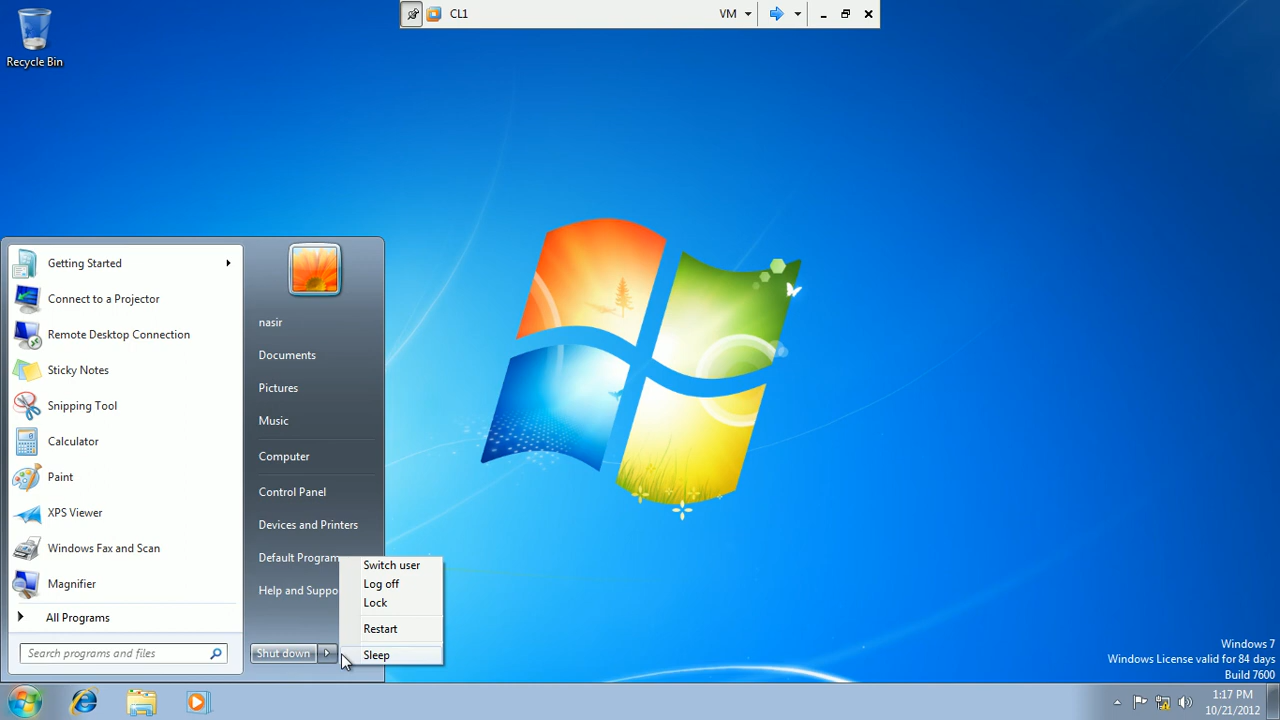 CL1
VM
Recycle Bin
Getting Started
Connect to a Projector
Remote Desktop Connection
Sticky Notes
Snipping Tool
Calculator
Paint
XPS Viewer
Windows Fax and Scan
Magnifier
All Programs
Search programs and files
nasir
Documents
Pictures
Music
Computer
Control Panel
Devices and Printers
Default Program
Help and Suppo
Shut down
Switch user
Log off
Lock
Restart
Sleep
Windows 7
Windows License valid for 84 days
Build 7600
1:17 PM
10/21/2012